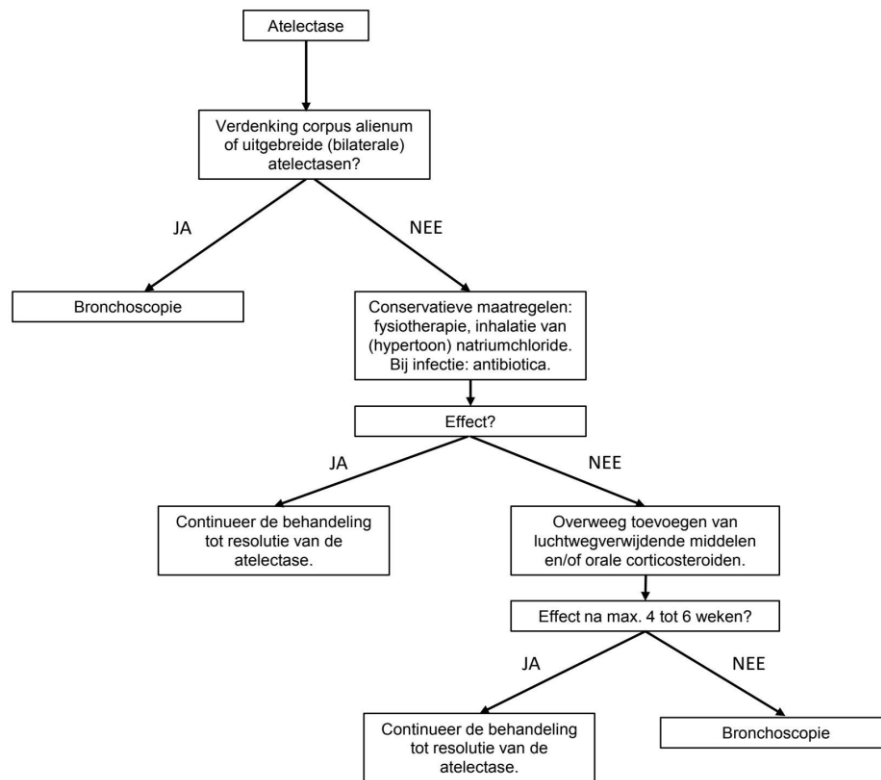 Atelectase
Verdenking corpus alienum
of uitgebreide (bilaterale)
atelectasen?
JA
NEE
Bronchoscopie
Conservatieve maatregelen:
fysiotherapie, inhalatie van
(hypertoon) natriumchloride.
Bij infectie: antibiotica.
Effect?
JA
NEE
Continueer de behandeling
tot resolutie van de
atelectase.
Overweeg toevoegen van
luchtwegverwijdende middelen
en/of orale corticosteroiden.
Effect na max. 4 tot 6 weken?
JA
NEE
Continueer de behandeling
tot resolutie van de
atelectase.
Bronchoscopie